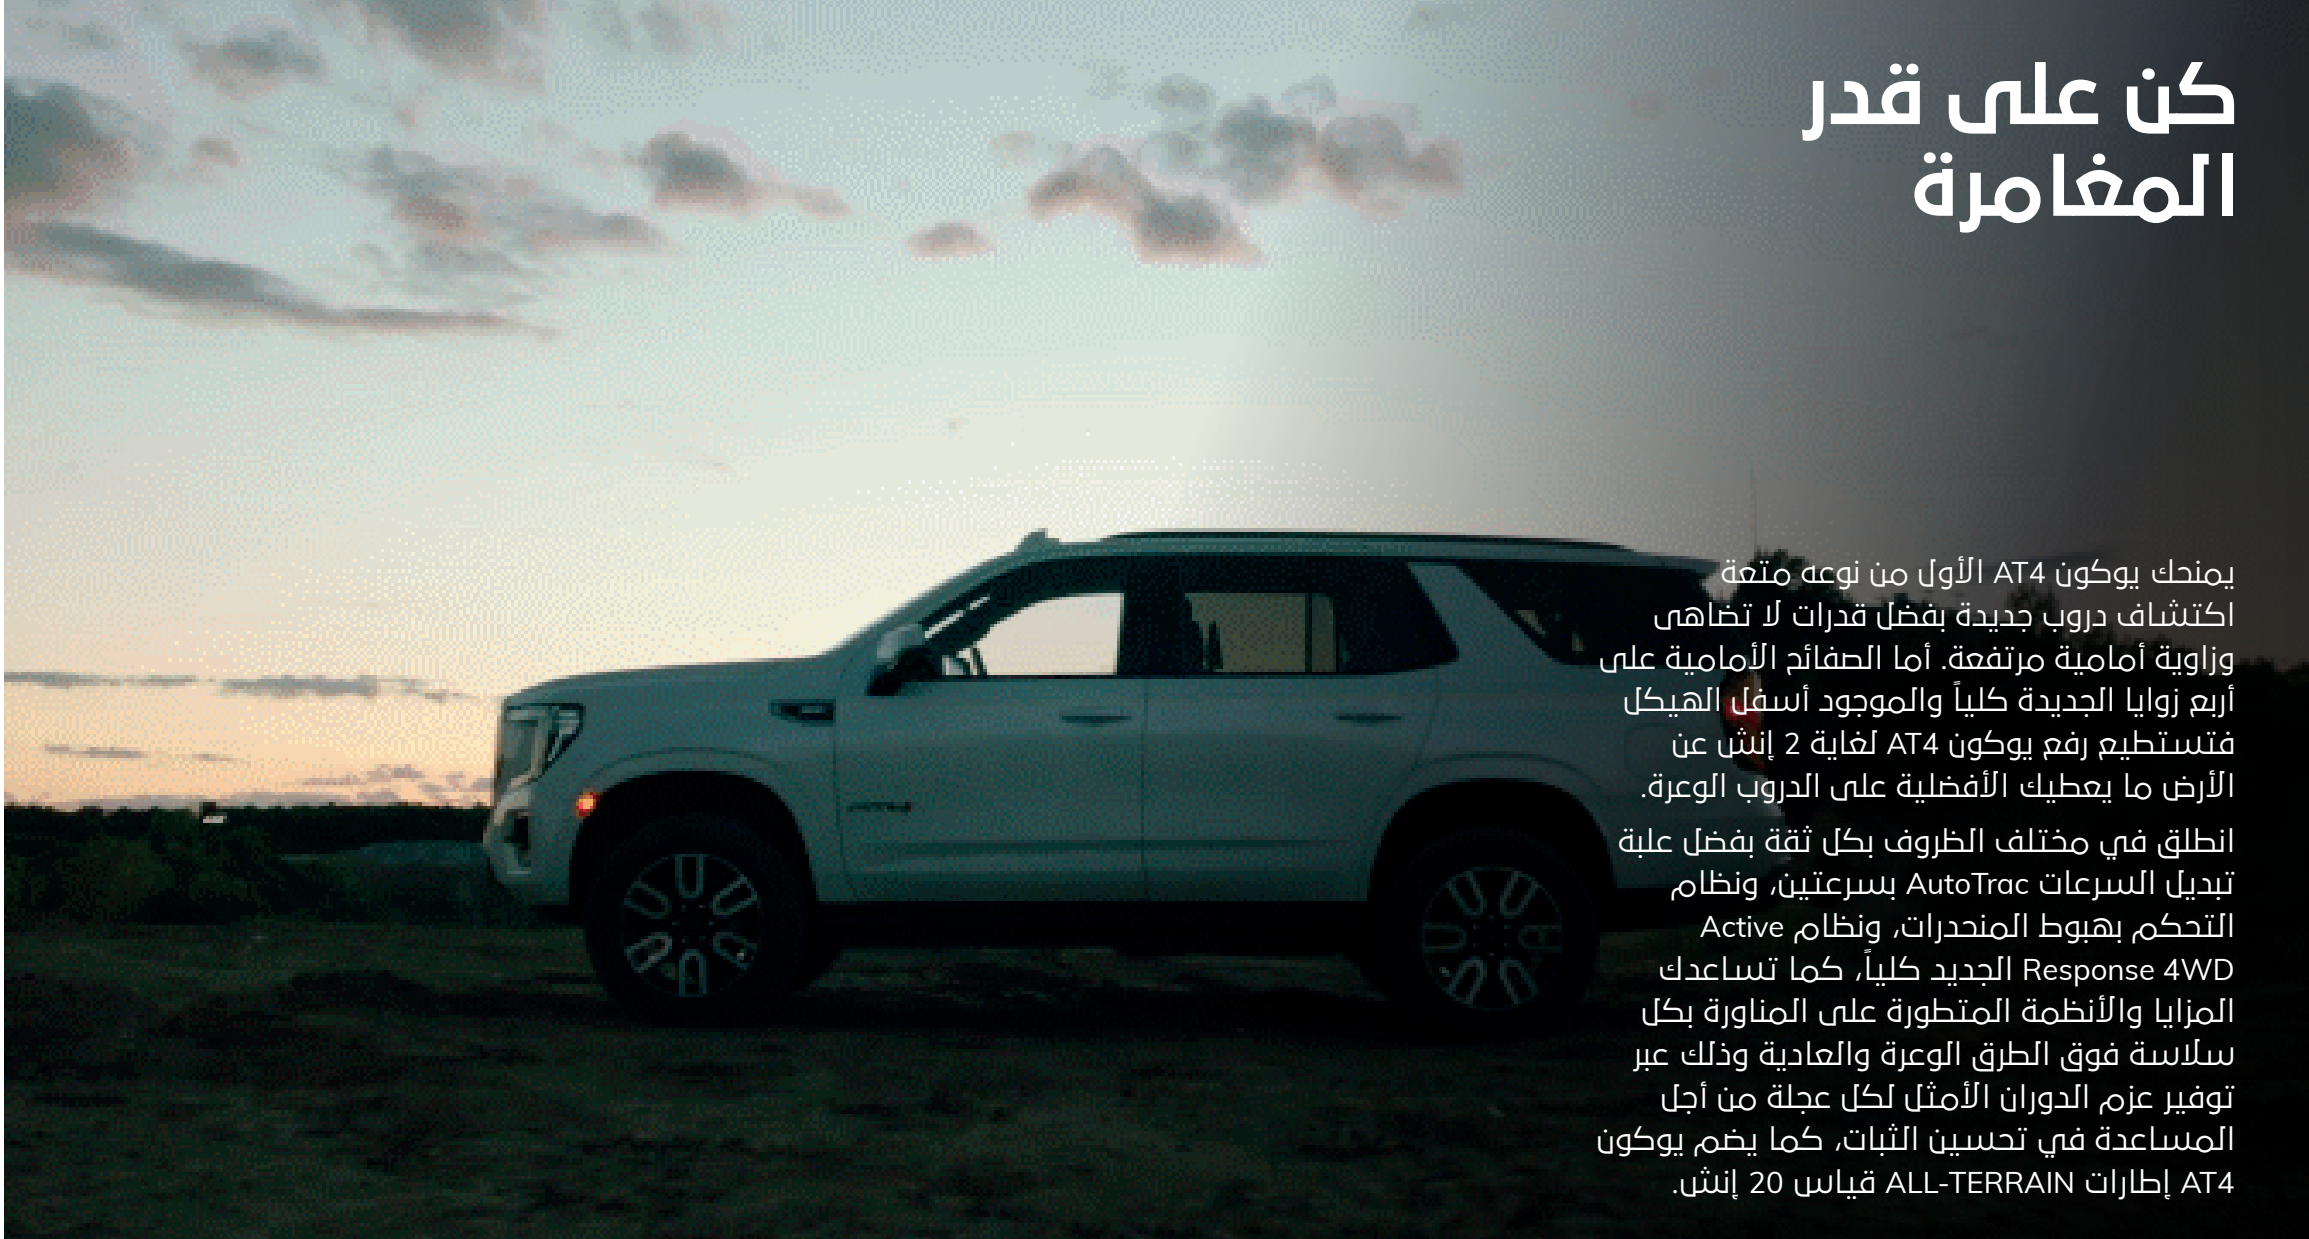 كن على قدر
المغامرة
يمنحك يوكون AT4 الأول من نوعه متعة
اكتشاف دروب جديدة بفضل قدرات لا تضاهى
وزاوية أمامية مرتفعة. أما الصفائح الأمامية على
أربع زوايا الجديدة كلياً والموجود أسفل الهيكل
فتستطيع رفع يوكون AT4 لغاية 2 إنش عن
الأرض ما يعطيك الأفضلية على الدروب الوعرة.
انطلق في مختلف الظروف بكل ثقة بفضل علبة
تبديل السرعات AutoTrac بسرعتين، ونظام
التحكم بهبوط المنحدرات، ونظام Active
Response 4WD الجديد كلياً، كما تساعدك
المزايا والأنظمة المتطورة على المناورة بكل
سلاسة فوق الطرق الوعرة والعادية وذلك عبر
توفير عزم الدوران الأمثل لكل عجلة من أجل
المساعدة في تحسين الثبات، كما يضم يوكون
AT4 إطارات ALL-TERRAIN قياس 20 إنش.